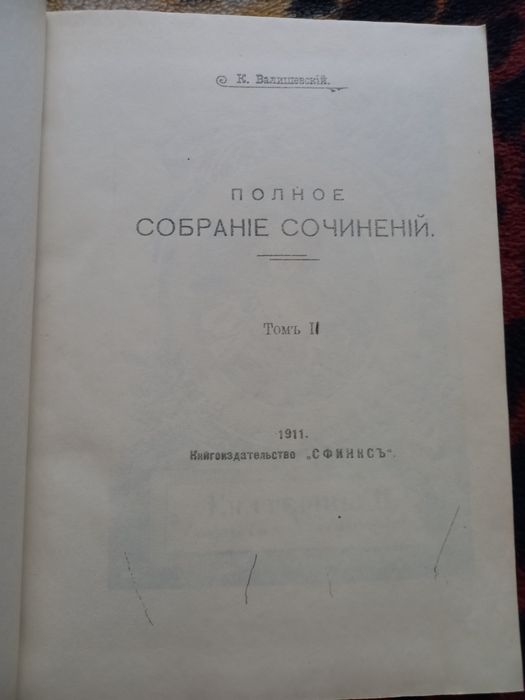 К. Валишевскій.
ПОЛНОЕ
СОБРАНІЕ СОЧИНЕНІЙ.
Томъ II
1911.
Книгоиздательство „СФИНКСЪ".